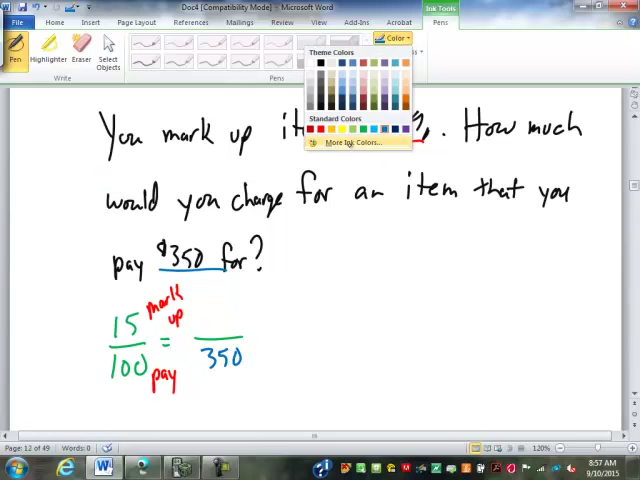 Doc4 [Compatibility Mode] - Microsoft Word
Ink Tools
File Home Insert Page Layout References Mailings Review View Add-Ins Acrobat Pens
Pen Highlighter Eraser Select Objects
Color
Write Pens
Theme Colors
Standard Colors
More Ink Colors...
You mark up How much
would you charge for an item that you
pay $350 for?
mark
up
15
=
100 350
pay
Page: 12 of 49 Words: 0 120%
8:57 AM
9/10/2015